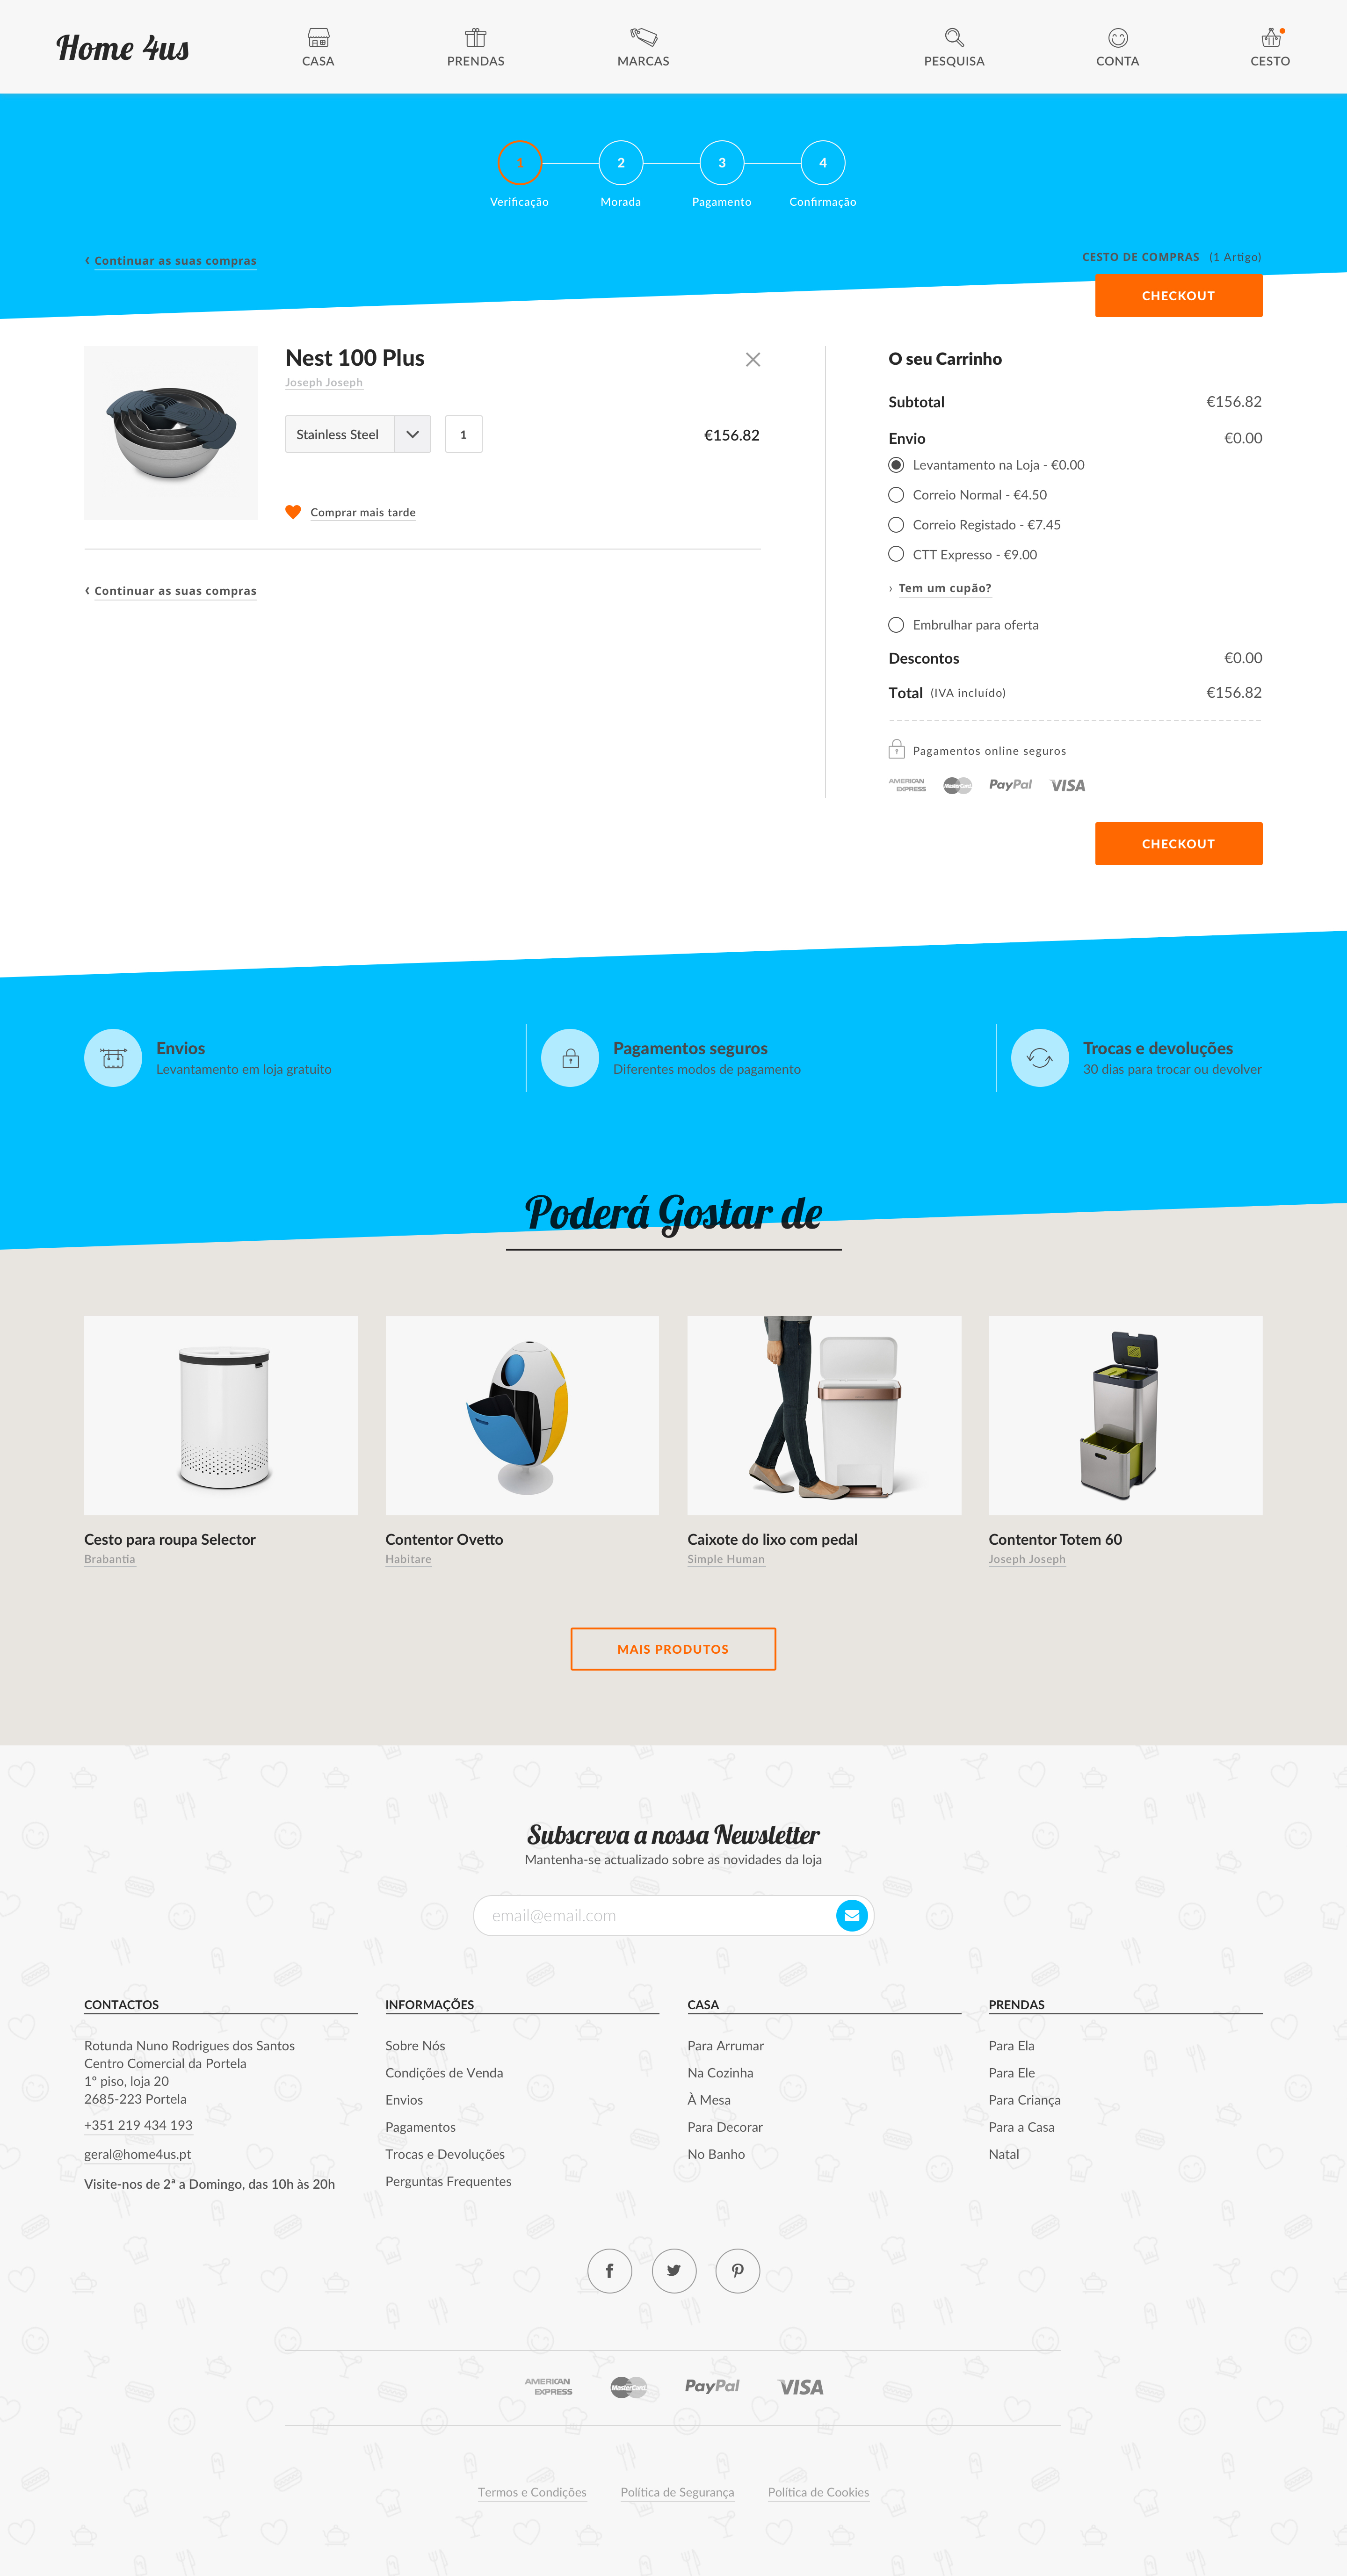 Home 4us
CASA
PRENDAS
MARCAS
PESQUISA
CONTA
CESTO
1
2
3
4
Verificação
Morada
Pagamento
Confirmação
‹ Continuar as suas compras
CESTO DE COMPRAS (1 Artigo)
CHECKOUT
Nest 100 Plus
Joseph Joseph
Stainless Steel
1
€156.82
Comprar mais tarde
‹ Continuar as suas compras
O seu Carrinho
Subtotal €156.82
Envio €0.00
Levantamento na Loja - €0.00
Correio Normal - €4.50
Correio Registado - €7.45
CTT Expresso - €9.00
› Tem um cupão?
Embrulhar para oferta
Descontos €0.00
Total (IVA incluído) €156.82
Pagamentos online seguros
AMERICAN EXPRESS
MasterCard
PayPal
VISA
CHECKOUT
Envios
Levantamento em loja gratuito
Pagamentos seguros
Diferentes modos de pagamento
Trocas e devoluções
30 dias para trocar ou devolver
Poderá Gostar de
Cesto para roupa Selector
Brabantia
Contentor Ovetto
Habitare
Caixote do lixo com pedal
Simple Human
Contentor Totem 60
Joseph Joseph
MAIS PRODUTOS
Subscreva a nossa Newsletter
Mantenha-se actualizado sobre as novidades da loja
email@email.com
CONTACTOS
Rotunda Nuno Rodrigues dos Santos
Centro Comercial da Portela
1º piso, loja 20
2685-223 Portela
+351 219 434 193
geral@home4us.pt
Visite-nos de 2ª a Domingo, das 10h às 20h
INFORMAÇÕES
Sobre Nós
Condições de Venda
Envios
Pagamentos
Trocas e Devoluções
Perguntas Frequentes
CASA
Para Arrumar
Na Cozinha
À Mesa
Para Decorar
No Banho
PRENDAS
Para Ela
Para Ele
Para Criança
Para a Casa
Natal
AMERICAN EXPRESS
MasterCard
PayPal
VISA
Termos e Condições
Política de Segurança
Política de Cookies